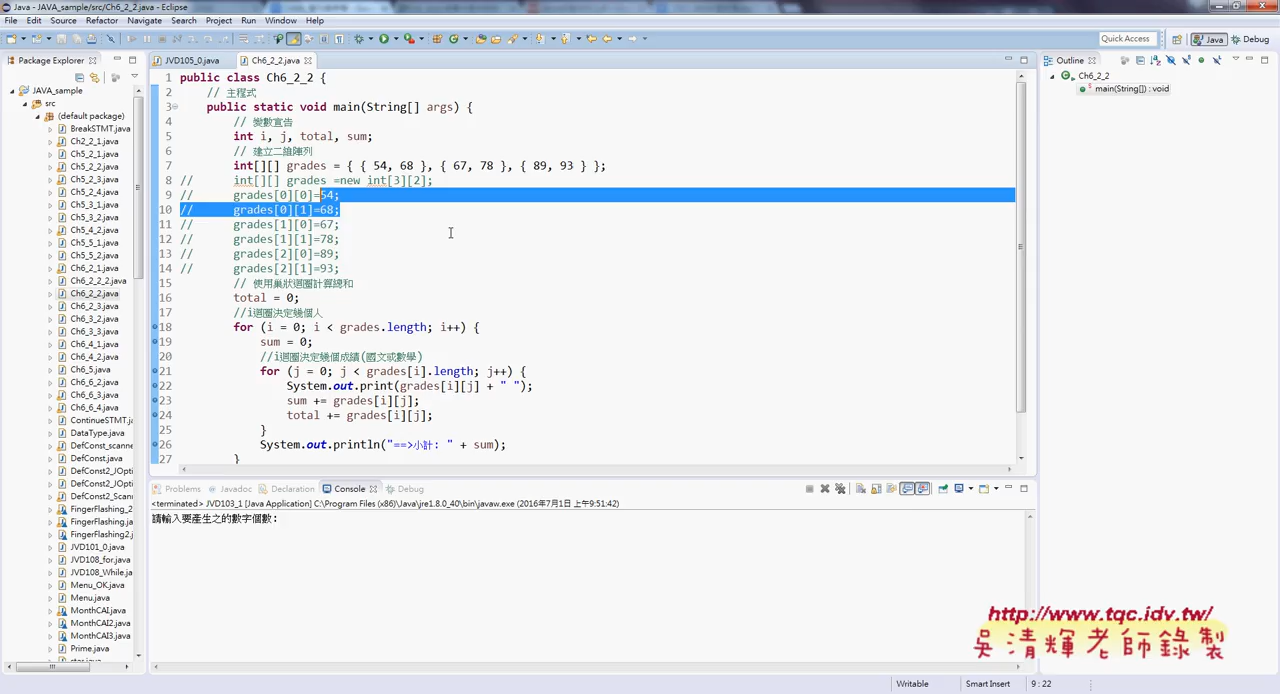 Java - JAVA_sample/src/Ch6_2_2.java - Eclipse
File Edit Source Refactor Navigate Search Project Run Window Help
Quick Access Java Debug
Package Explorer
JVD105_0.java Ch6_2_2.java
Outline
JAVA_sample
src
(default package)
BreakSTMT.java
Ch2_2_1.java
Ch5_2_1.java
Ch5_2_2.java
Ch5_2_3.java
Ch5_2_4.java
Ch5_3_1.java
Ch5_3_2.java
Ch5_4_1.java
Ch5_5_1.java
Ch5_5_2.java
Ch6_2_1.java
Ch6_2_2_2.java
Ch6_2_2.java
Ch6_2_3.java
Ch6_3_2.java
Ch6_3_3.java
Ch6_4_1.java
Ch6_4_2.java
Ch6_5.java
Ch6_6_2.java
Ch6_6_3.java
Ch6_6_4.java
ContinueSTMT.ja
DataType.java
DefConst_scanne
DefConst.java
DefConst2_JOpti
DefConst2_JOpti
DefConst2_Scan
FingerFlashing_2
FingerFlashing.ja
FingerFlashing2.j
JVD101_0.java
JVD108_for.java
JVD108_While.ja
Menu_OK.java
Menu.java
MonthCAI.java
MonthCAI2.java
MonthCAI3.java
Prime.java
star.java
1 public class Ch6_2_2 {
2 // 主程式
3 public static void main(String[] args) {
4 // 變數宣告
5 int i, j, total, sum;
6 // 建立二維陣列
7 int[][] grades = { { 54, 68 }, { 67, 78 }, { 89, 93 } };
8 // int[][] grades =new int[3][2];
9 // grades[0][0]=54;
10 // grades[0][1]=68;
11 // grades[1][0]=67;
12 // grades[1][1]=78;
13 // grades[2][0]=89;
14 // grades[2][1]=93;
15 // 使用巢狀迴圈計算總和
16 total = 0;
17 //i迴圈決定幾個人
18 for (i = 0; i < grades.length; i++) {
19 sum = 0;
20 //i迴圈決定幾個成績(國文或數學)
21 for (j = 0; j < grades[i].length; j++) {
22 System.out.print(grades[i][j] + " ");
23 sum += grades[i][j];
24 total += grades[i][j];
25 }
26 System.out.println("==>小計: " + sum);
27 }
Ch6_2_2
main(String[]) : void
Problems Javadoc Declaration Console Debug
<terminated> JVD103_1 [Java Application] C:\Program Files (x86)\Java\jre1.8.0_40\bin\javaw.exe (2016年7月1日 上午9:51:42)
請輸入要產生之的數字個數:
http://www.tqc.idv.tw/
吳清輝老師錄製
Writable Smart Insert 9 : 22